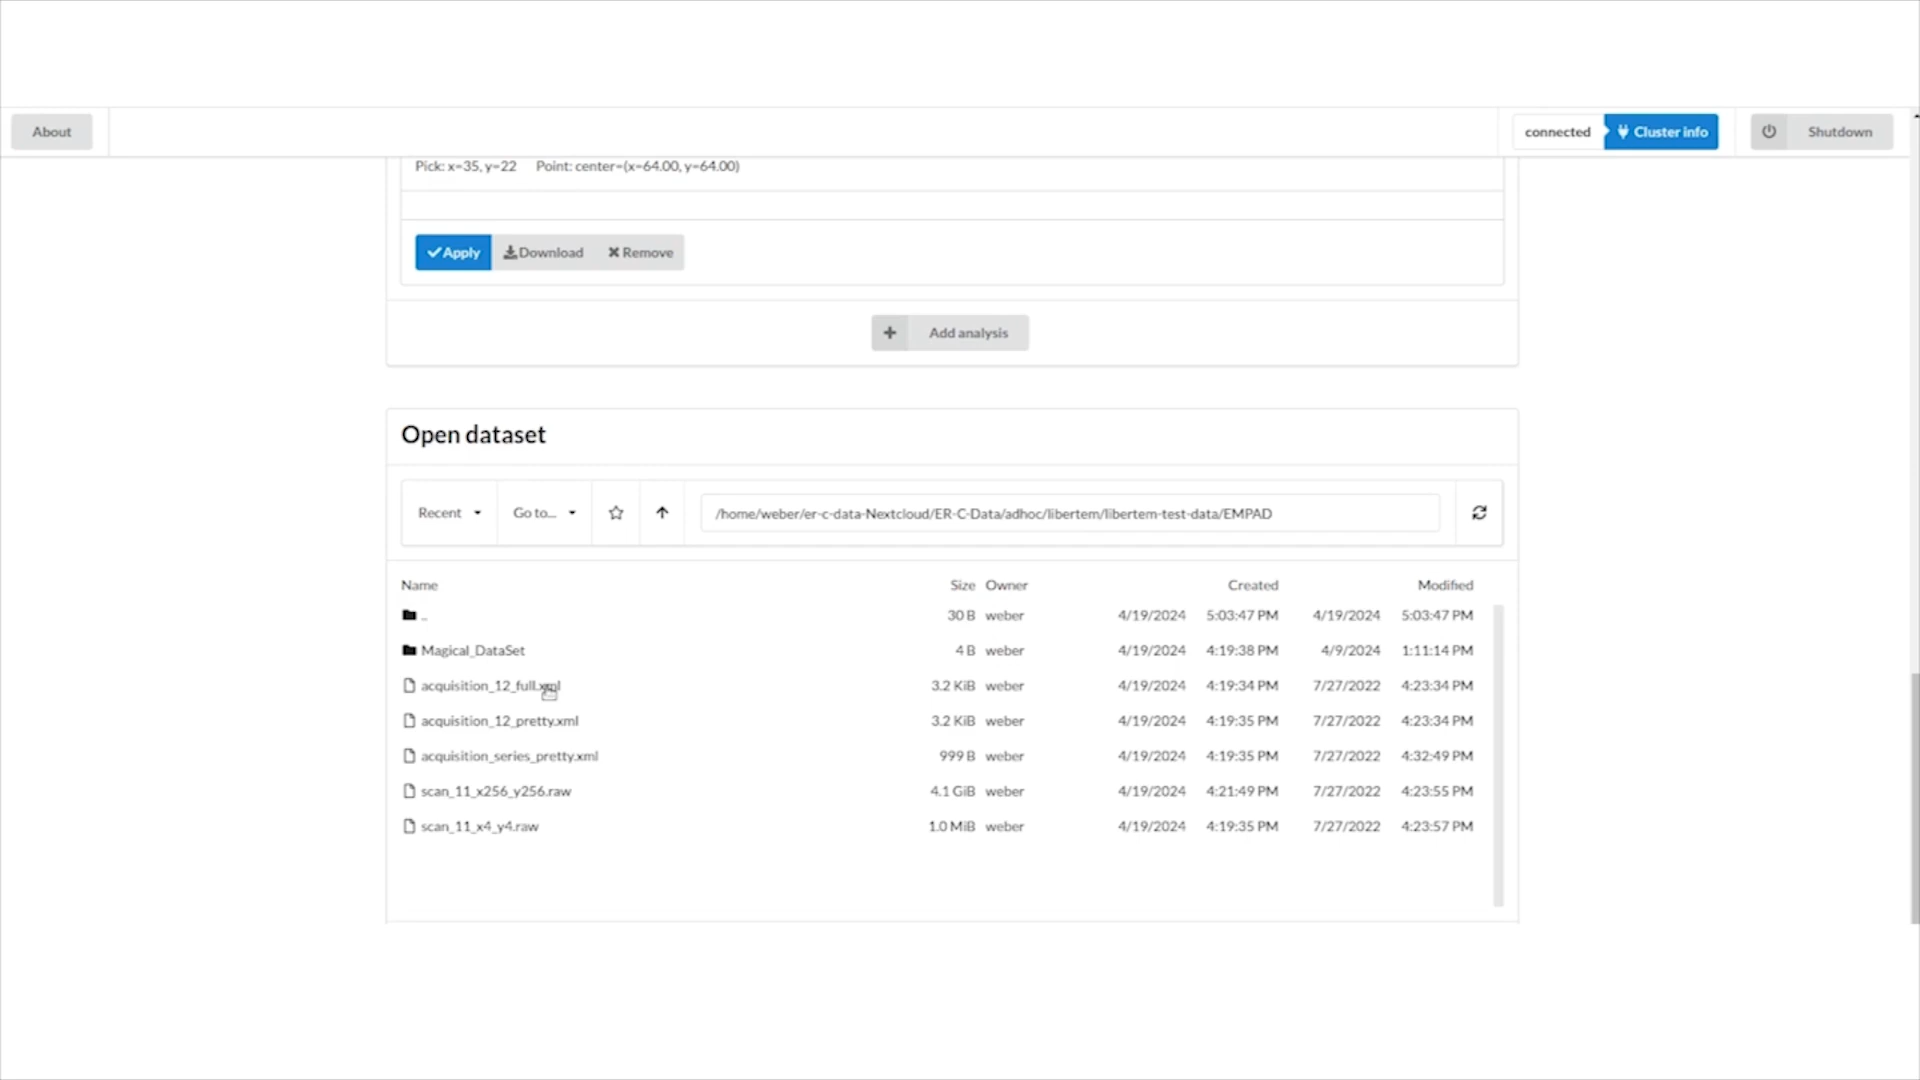 About
connected Cluster info Shutdown
Pick: x=35, y=22 Point: center=(x=64.00, y=64.00)
Apply Download Remove
Add analysis
Open dataset
Recent Go to... /home/weber/er-c-data-Nextcloud/ER-C-Data/adhoc/libertem/libertem-test-data/EMPAD
Name Size Owner Created Modified
.. 30 B weber 4/19/2024 5:03:47 PM 4/19/2024 5:03:47 PM
Magical_DataSet 4 B weber 4/19/2024 4:19:38 PM 4/9/2024 1:11:14 PM
acquisition_12_full.xml 3.2 KiB weber 4/19/2024 4:19:34 PM 7/27/2022 4:23:34 PM
acquisition_12_pretty.xml 3.2 KiB weber 4/19/2024 4:19:35 PM 7/27/2022 4:23:34 PM
acquisition_series_pretty.xml 999 B weber 4/19/2024 4:19:35 PM 7/27/2022 4:32:49 PM
scan_11_x256_y256.raw 4.1 GiB weber 4/19/2024 4:21:49 PM 7/27/2022 4:23:55 PM
scan_11_x4_y4.raw 1.0 MiB weber 4/19/2024 4:19:35 PM 7/27/2022 4:23:57 PM